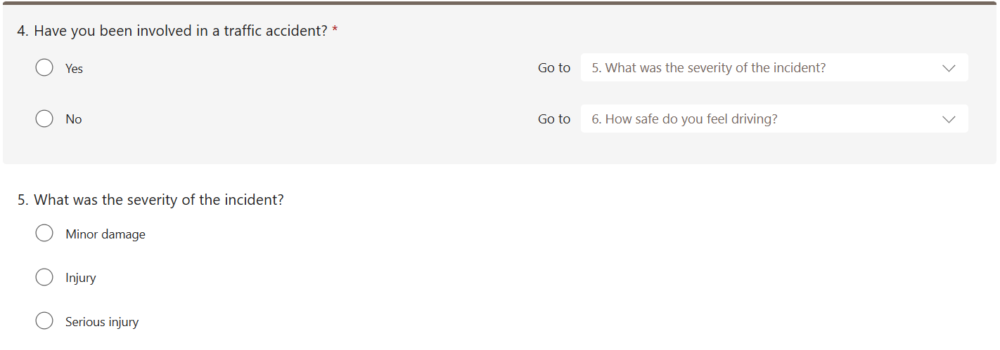 4. Have you been involved in a traffic accident? *
Yes Go to 5. What was the severity of the incident?
No Go to 6. How safe do you feel driving?
5. What was the severity of the incident?
Minor damage
Injury
Serious injury